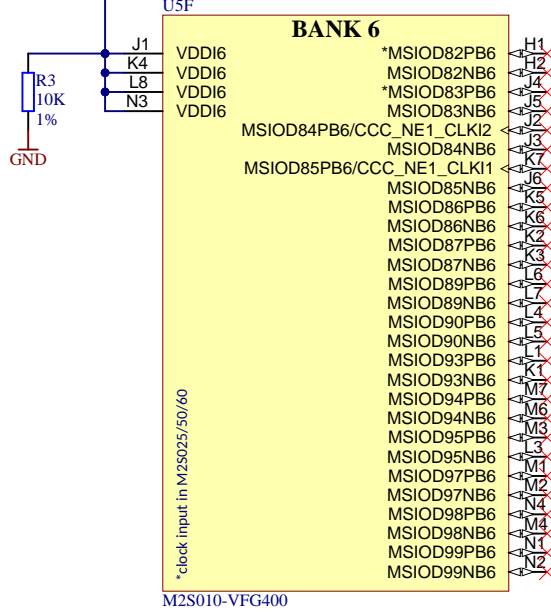 U5F
BANK 6
J1 VDDI6 *MSIOD82PB6 H1
K4 VDDI6 MSIOD82NB6 H2
L8 VDDI6 *MSIOD83PB6 J4
N3 VDDI6 MSIOD83NB6 J5
R3
10K
1%
GND
MSIOD84PB6/CCC_NE1_CLKI2 J2
MSIOD84NB6 J3
MSIOD85PB6/CCC_NE1_CLKI1 K7
MSIOD85NB6 J6
MSIOD86PB6 K5
MSIOD86NB6 K6
MSIOD87PB6 K2
MSIOD87NB6 K3
MSIOD89PB6 L6
MSIOD89NB6 L7
MSIOD90PB6 L4
MSIOD90NB6 L5
MSIOD93PB6 L1
MSIOD93NB6 K1
MSIOD94PB6 M7
MSIOD94NB6 M6
MSIOD95PB6 M3
MSIOD95NB6 L3
MSIOD97PB6 M1
MSIOD97NB6 M2
MSIOD98PB6 N4
MSIOD98NB6 M4
MSIOD99PB6 N1
MSIOD99NB6 N2
*clock input in M2S025/50/60
M2S010-VFG400